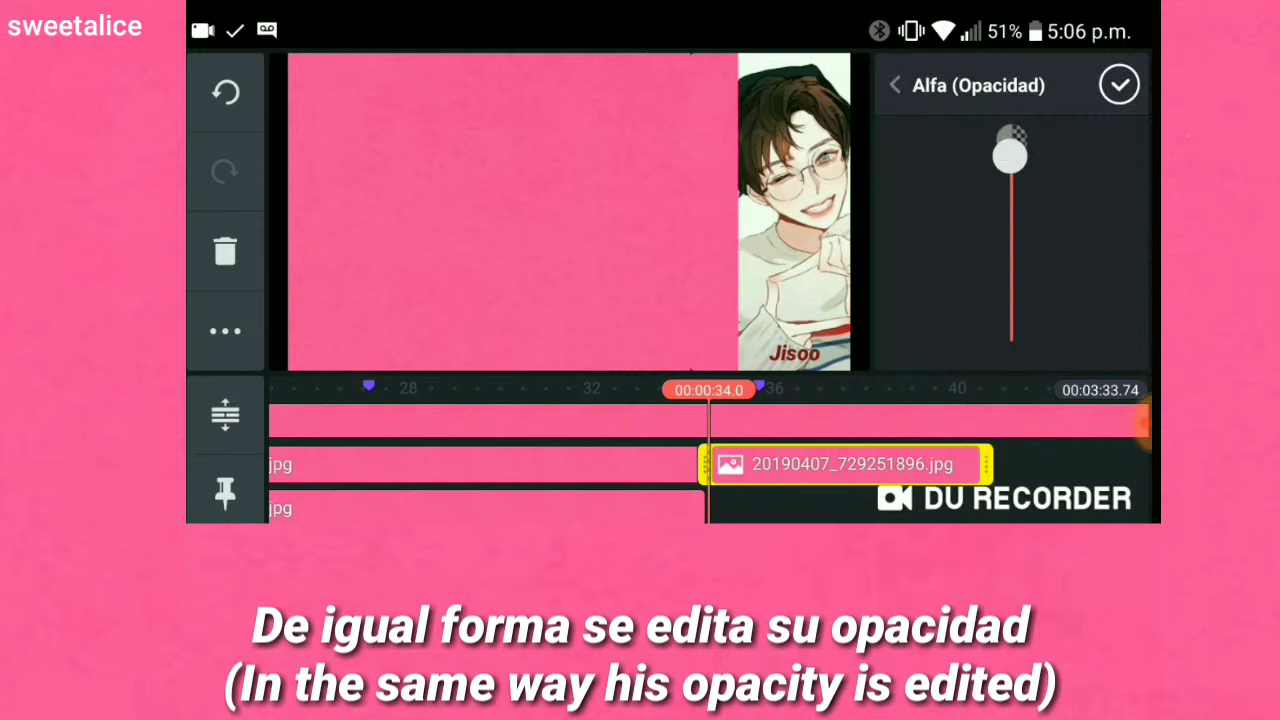 sweetalice
51% 5:06 p.m.
Alfa (Opacidad)
Jisoo
28 32 00:00:34.0 36 40 00:03:33.74
jpg 20190407_729251896.jpg
jpg
DU RECORDER
De igual forma se edita su opacidad
(In the same way his opacity is edited)